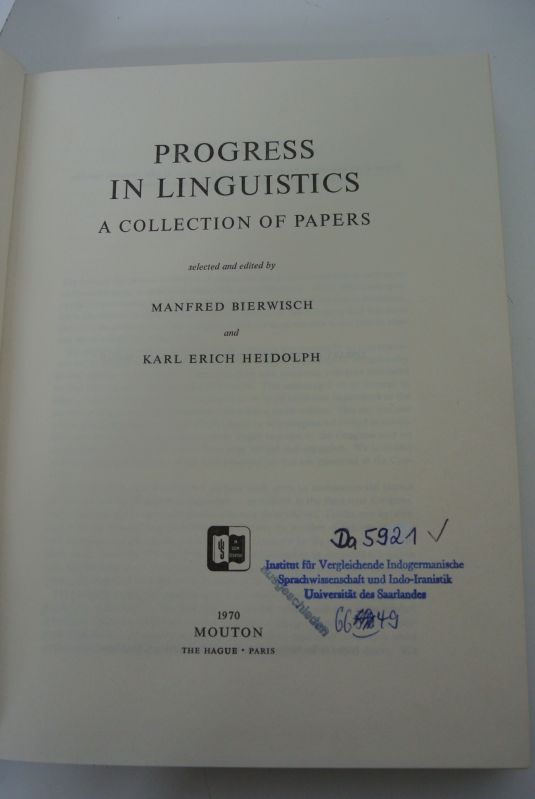 PROGRESS
IN LINGUISTICS
A COLLECTION OF PAPERS
selected and edited by
MANFRED BIERWISCH
and
KARL ERICH HEIDOLPH
Da 5921 ✓
Institut für Vergleichende Indogermanische
Sprachwissenschaft und Indo-Iranistik
Universität des Saarlandes
ausgeschieden
1970
MOUTON
THE HAGUE • PARIS